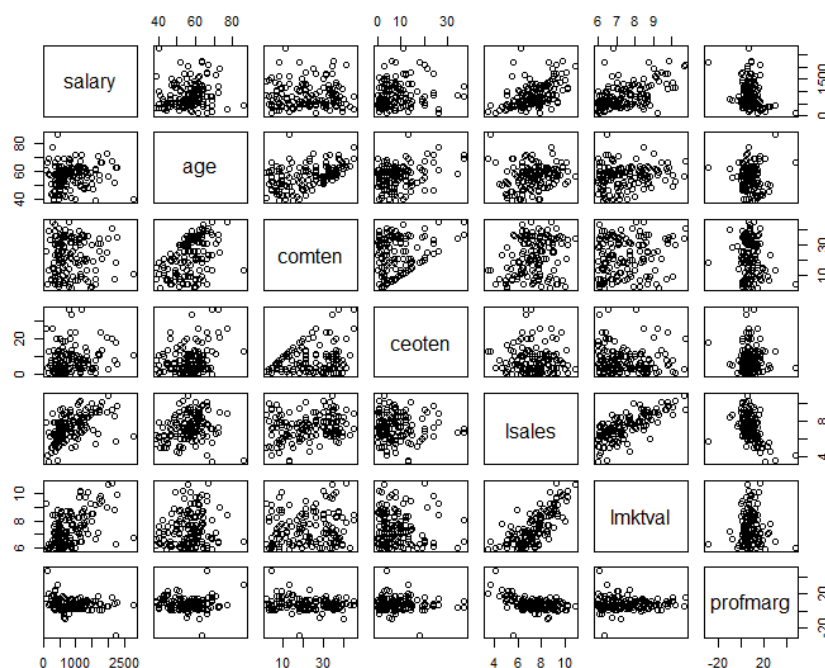 40 60 80 0 10 30 6 7 8 9
salary 0 1500
40 60 80 age
comten 10 30
0 20 ceoten
lsales 4 8
6 8 10 lmktval
profmarg -20 20
0 1000 2500 10 30 4 6 8 10 -20 20